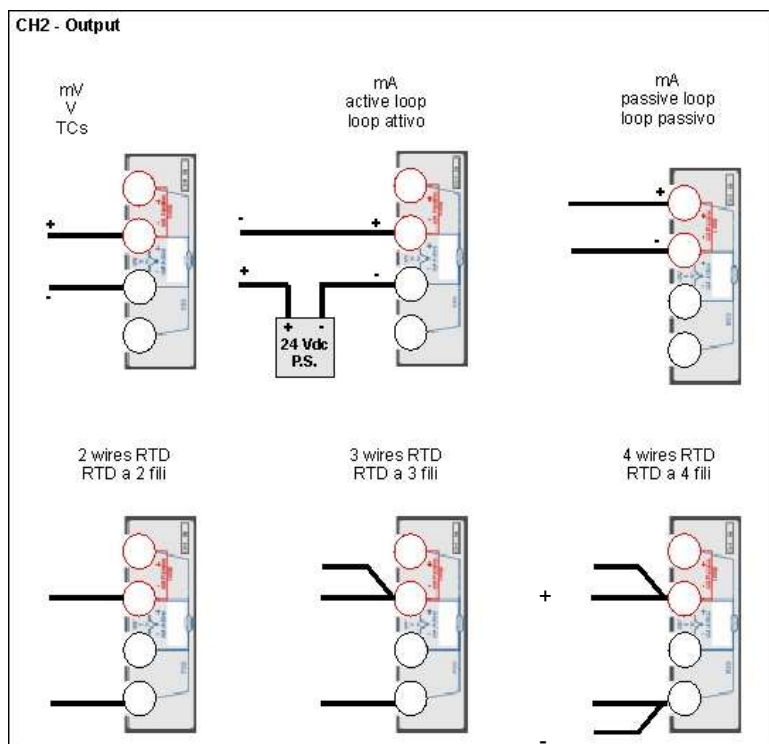 CH2 - Output
mV
V
TCs
mA
active loop
loop attivo
mA
passive loop
loop passivo
+
-
-
+
+
-
+ -
24 Vdc
P.S.
+
-
2 wires RTD
RTD a 2 fili
3 wires RTD
RTD a 3 fili
4 wires RTD
RTD a 4 fili
+
-